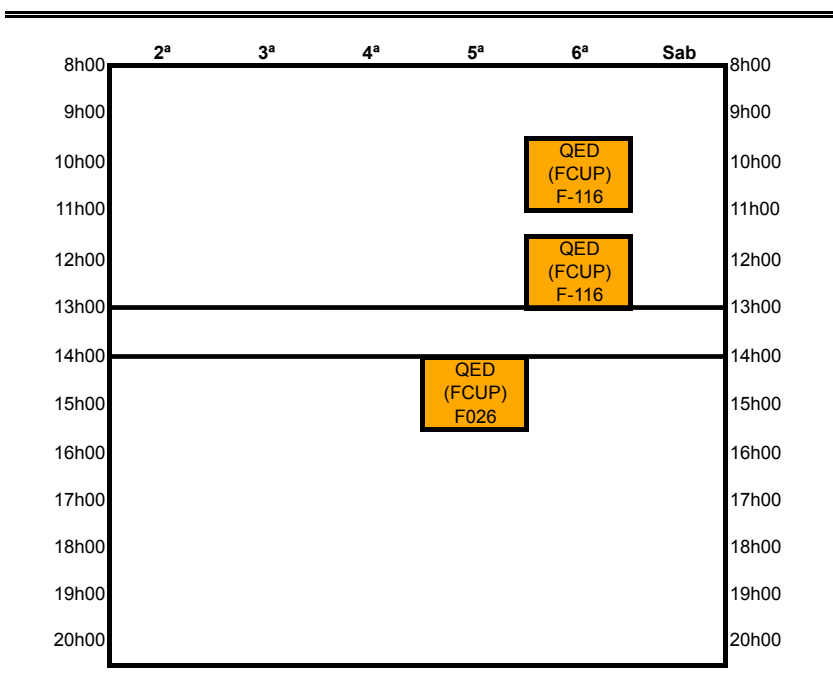 2ª 3ª 4ª 5ª 6ª Sab
8h00 8h00
9h00 9h00
QED
10h00 10h00
(FCUP)
F-116
11h00 11h00
QED
12h00 12h00
(FCUP)
F-116
13h00 13h00
14h00 14h00
QED
(FCUP)
15h00 15h00
F026
16h00 16h00
17h00 17h00
18h00 18h00
19h00 19h00
20h00 20h00